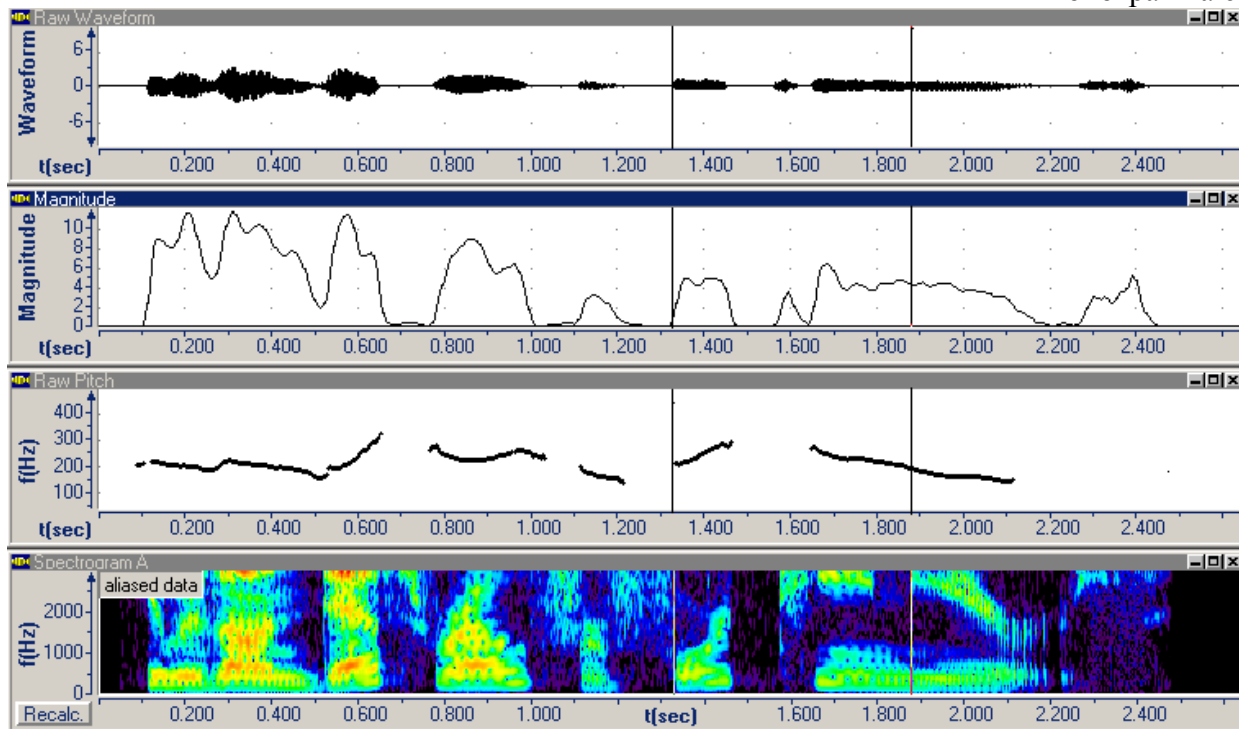 Raw Waveform
Waveform
6
0
-6
t(sec) 0.200 0.400 0.600 0.800 1.000 1.200 1.400 1.600 1.800 2.000 2.200 2.400
Magnitude
Magnitude
10
8
6
4
2
0
t(sec) 0.200 0.400 0.600 0.800 1.000 1.200 1.400 1.600 1.800 2.000 2.200 2.400
Raw Pitch
f(Hz)
400
300
200
100
t(sec) 0.200 0.400 0.600 0.800 1.000 1.200 1.400 1.600 1.800 2.000 2.200 2.400
Spectrogram A
aliased data
f(Hz)
2000
1000
0
Recalc. 0.200 0.400 0.600 0.800 1.000 t(sec) 1.600 1.800 2.000 2.200 2.400